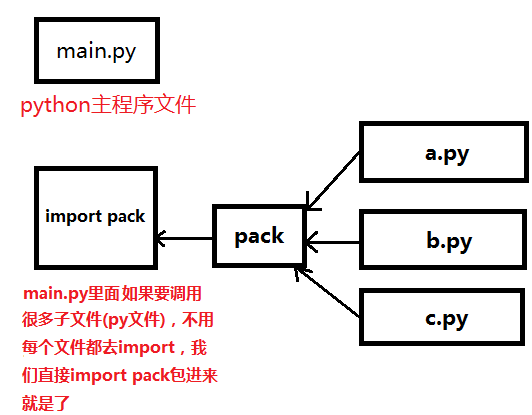 main.py
python主程序文件
a.py
import pack
pack
b.py
c.py
main.py里面如果要调用
很多子文件(py文件)，不用
每个文件都去import，我
们直接import pack包进来
就是了